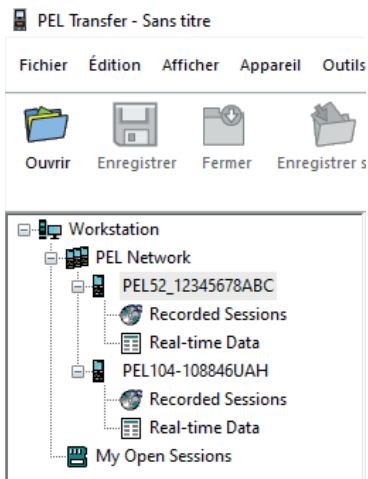 PEL Transfer - Sans titre
Fichier Édition Afficher Appareil Outils
Ouvrir Enregistrer Fermer Enregistrer s
Workstation
PEL Network
PEL52_12345678ABC
Recorded Sessions
Real-time Data
PEL104-108846UAH
Recorded Sessions
Real-time Data
My Open Sessions